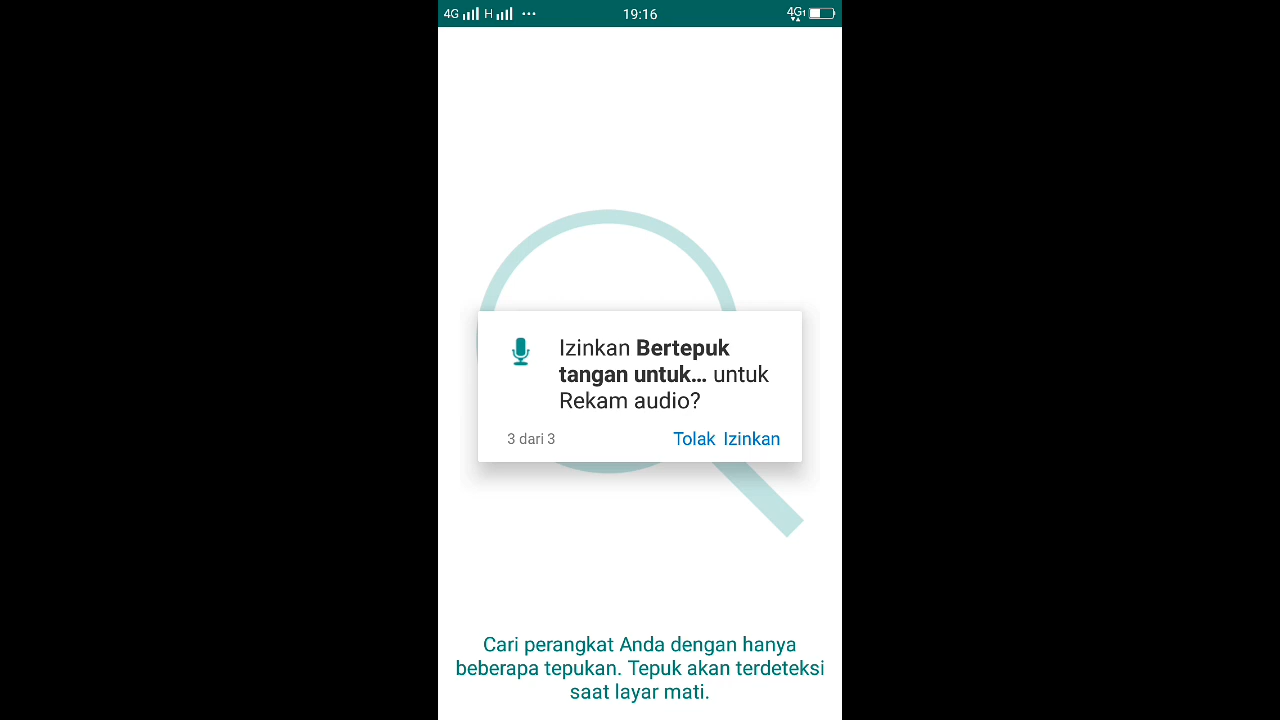 4G H ... 19:16 4G1
Izinkan Bertepuk
tangan untuk... untuk
Rekam audio?
3 dari 3 Tolak Izinkan
Cari perangkat Anda dengan hanya
beberapa tepukan. Tepuk akan terdeteksi
saat layar mati.